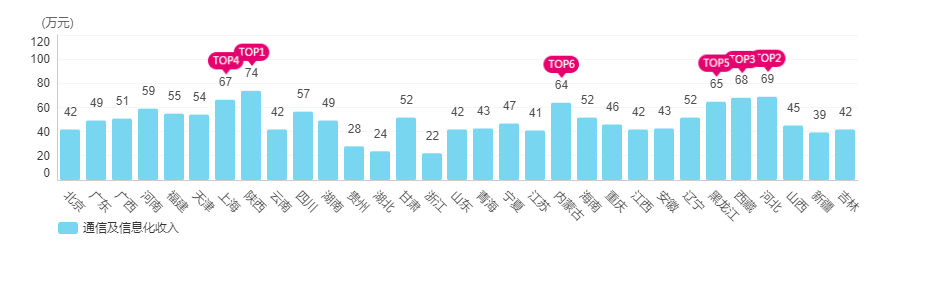 (万元)
120
100
80
60
40
20
0
TOP4
TOP1
TOP6
TOP5
TOP3
TOP2
42
49
51
59
55
54
67
74
42
57
49
28
24
52
22
42
43
47
41
64
52
46
42
43
52
65
68
69
45
39
42
北京
广东
广西
河南
福建
天津
上海
陕西
云南
四川
湖南
贵州
湖北
甘肃
浙江
山东
青海
宁夏
江苏
内蒙古
海南
重庆
江西
安徽
辽宁
黑龙江
西藏
河北
山西
新疆
吉林
通信及信息化收入